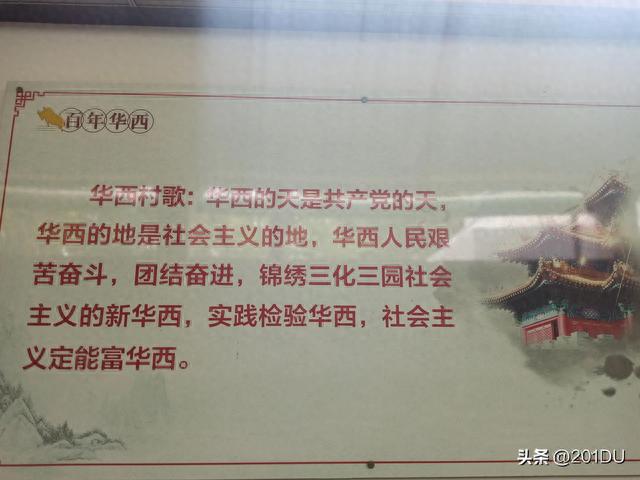 百年华西
华西村歌：华西的天是共产党的天，
华西的地是社会主义的地，华西人民艰
苦奋斗，团结奋进，锦绣三化三园社会
主义的新华西，实践检验华西，社会主
义定能富华西。
头条 @201DU